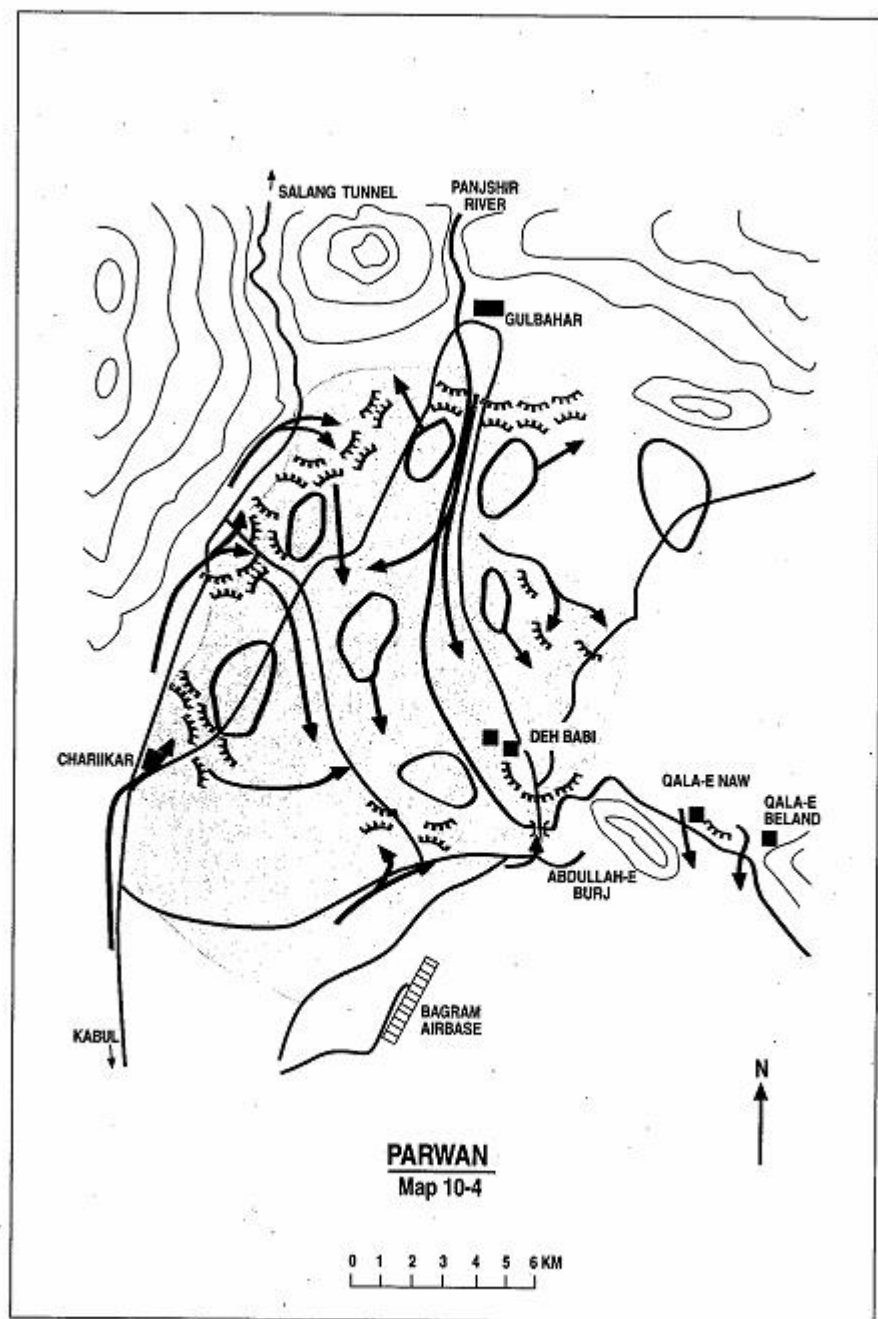 SALANG TUNNEL
PANJSHIR
RIVER
GULBAHAR
CHARIIKAR
DEH BABI
QALA-E NAW
QALA-E
BELAND
ABDULLAH-E
BURJ
BAGRAM
AIRBASE
KABUL
N
PARWAN
Map 10-4
0 1 2 3 4 5 6 KM